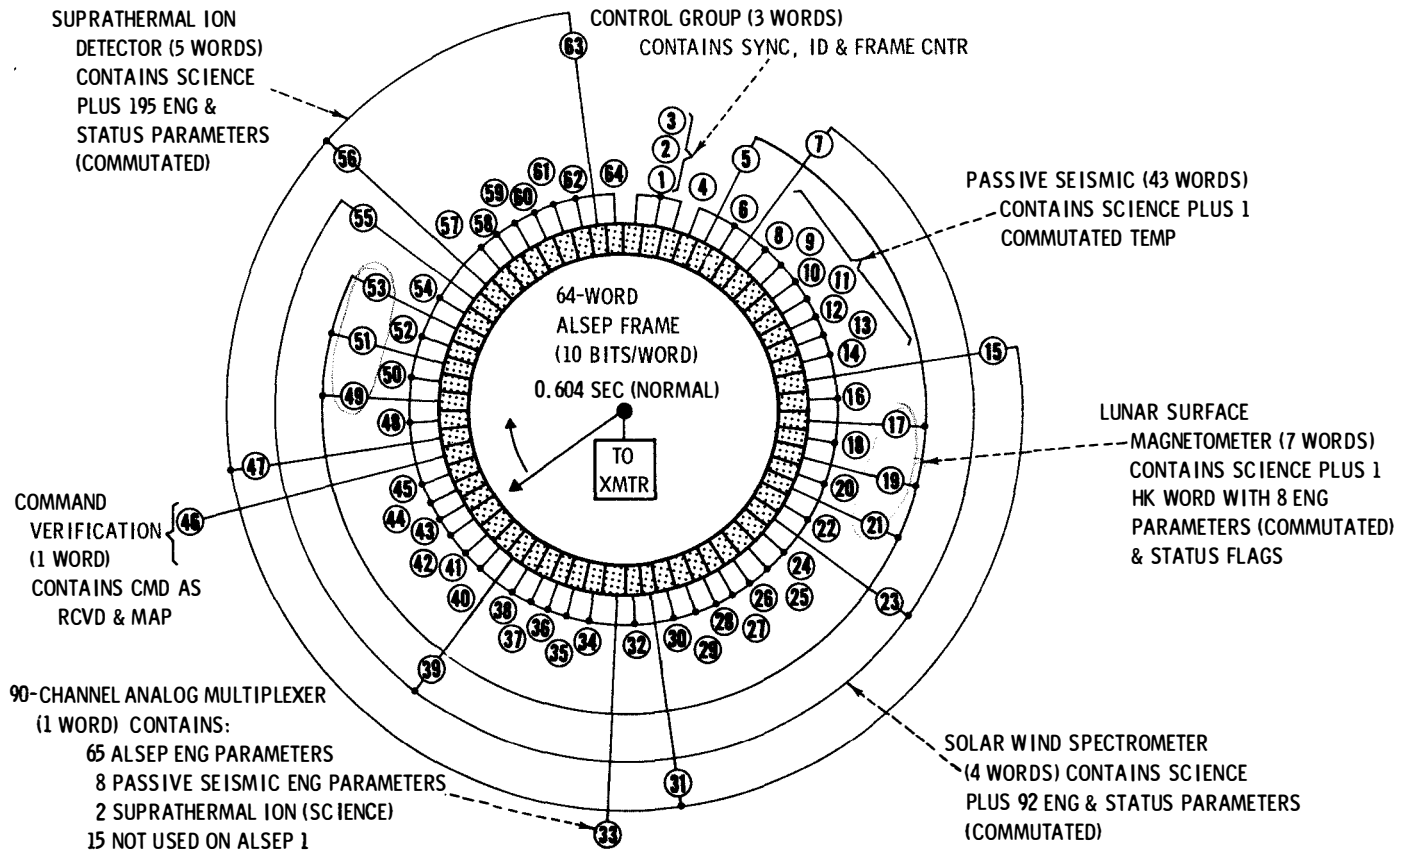 SUPRATHERMAL ION
DETECTOR (5 WORDS)
CONTAINS SCIENCE
PLUS 195 ENG &
STATUS PARAMETERS
(COMMUTATED)
CONTROL GROUP (3 WORDS)
CONTAINS SYNC, ID & FRAME CNTR
PASSIVE SEISMIC (43 WORDS)
CONTAINS SCIENCE PLUS 1
COMMUTATED TEMP
LUNAR SURFACE
MAGNETOMETER (7 WORDS)
CONTAINS SCIENCE PLUS 1
HK WORD WITH 8 ENG
PARAMETERS (COMMUTATED)
& STATUS FLAGS
SOLAR WIND SPECTROMETER
(4 WORDS) CONTAINS SCIENCE
PLUS 92 ENG & STATUS PARAMETERS
(COMMUTATED)
COMMAND
VERIFICATION
(1 WORD)
CONTAINS CMD AS
RCVD & MAP
90-CHANNEL ANALOG MULTIPLEXER
(1 WORD) CONTAINS:
65 ALSEP ENG PARAMETERS
8 PASSIVE SEISMIC ENG PARAMETERS
2 SUPRATHERMAL ION (SCIENCE)
15 NOT USED ON ALSEP 1
64-WORD
ALSEP FRAME
(10 BITS/WORD)
0.604 SEC (NORMAL)
TO
XMTR
1
2
3
4
5
6
7
8
9
10
11
12
13
14
15
16
17
18
19
20
21
22
23
24
25
26
27
28
29
30
31
32
33
34
35
36
37
38
39
40
41
42
43
44
45
46
47
48
49
50
51
52
53
54
55
56
57
58
59
60
61
62
63
64